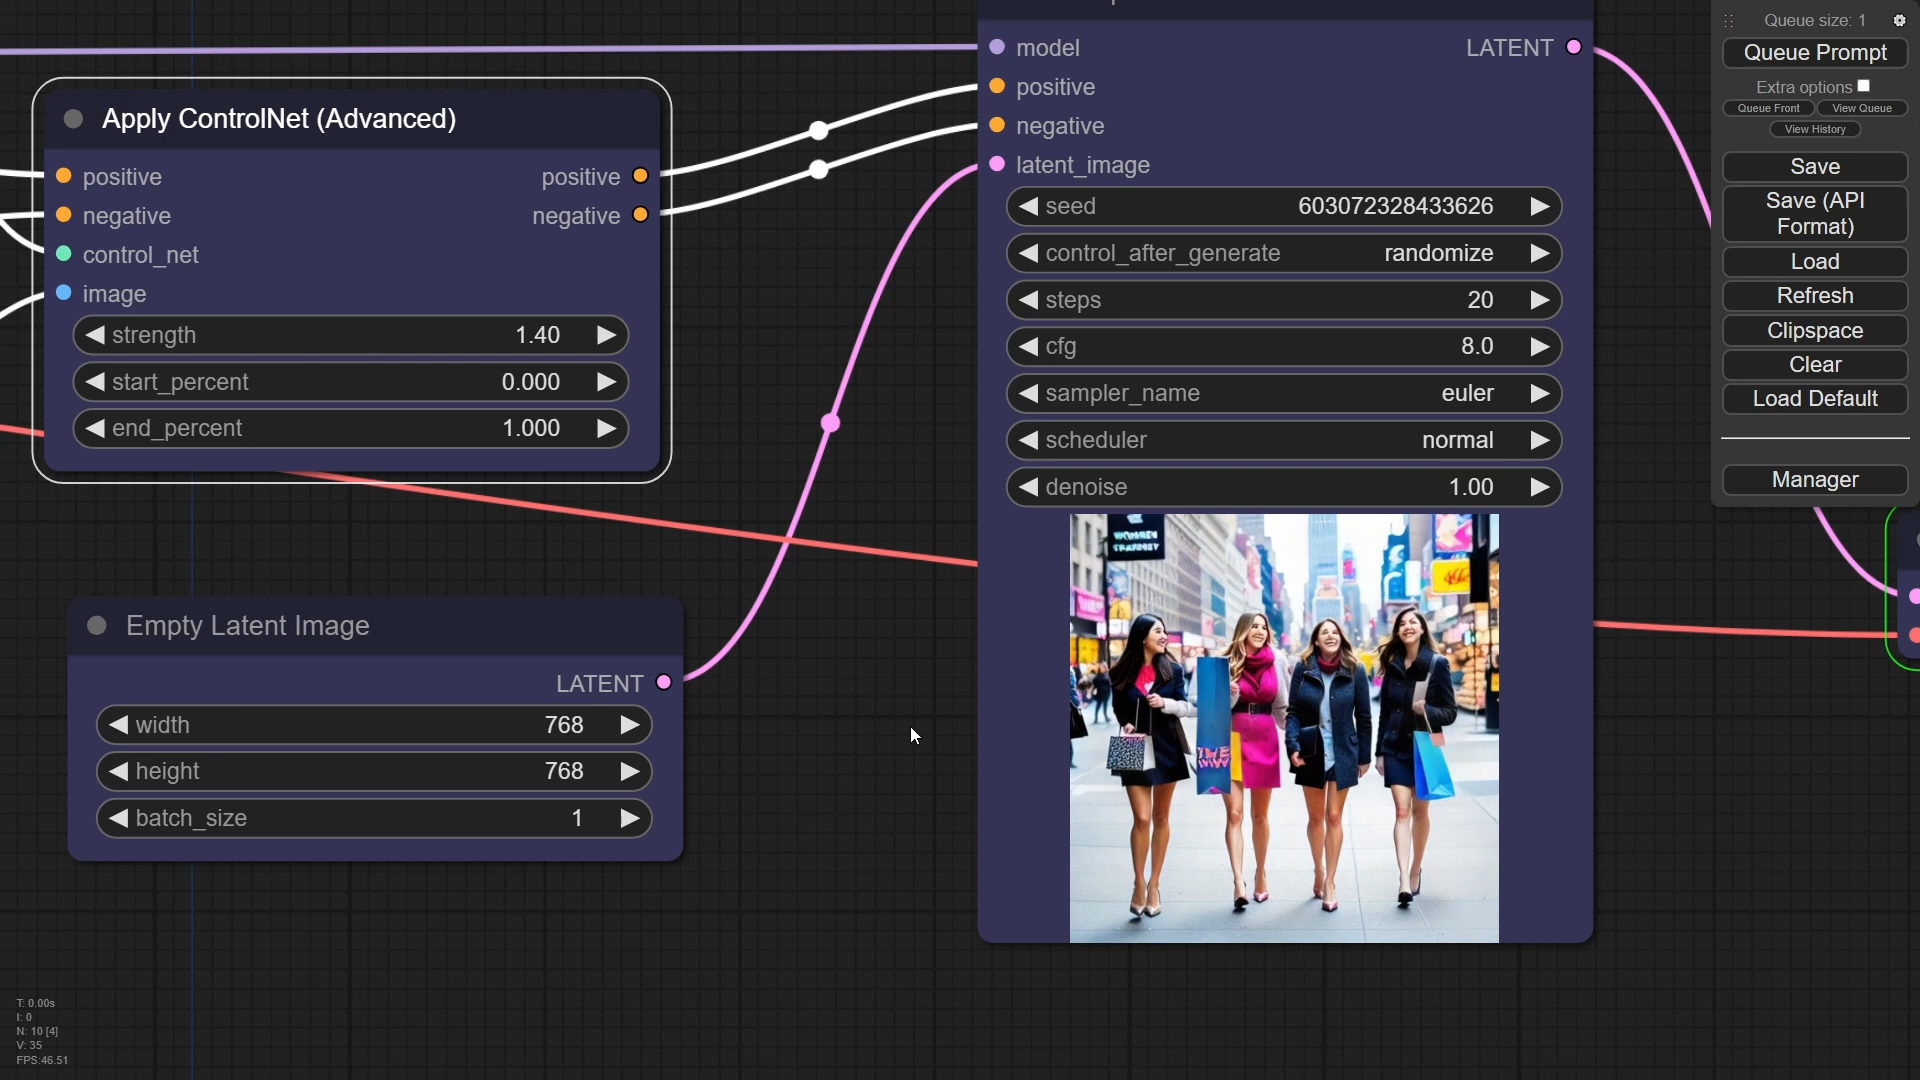 Apply ControlNet (Advanced)
positive
positive
negative
negative
control_net
image
strength
1.40
start_percent
0.000
end_percent
1.000
Empty Latent Image
LATENT
width
768
height
768
batch_size
1
model
LATENT
positive
negative
latent_image
seed
603072328433626
control_after_generate
randomize
steps
20
cfg
8.0
sampler_name
euler
scheduler
normal
denoise
1.00
Queue size: 1
Queue Prompt
Extra options
Queue Front
View Queue
View History
Save
Save (API
Format)
Load
Refresh
Clipspace
Clear
Load Default
Manager
T: 0.00s
I: 0
N: 10 [4]
V: 35
FPS:46.51